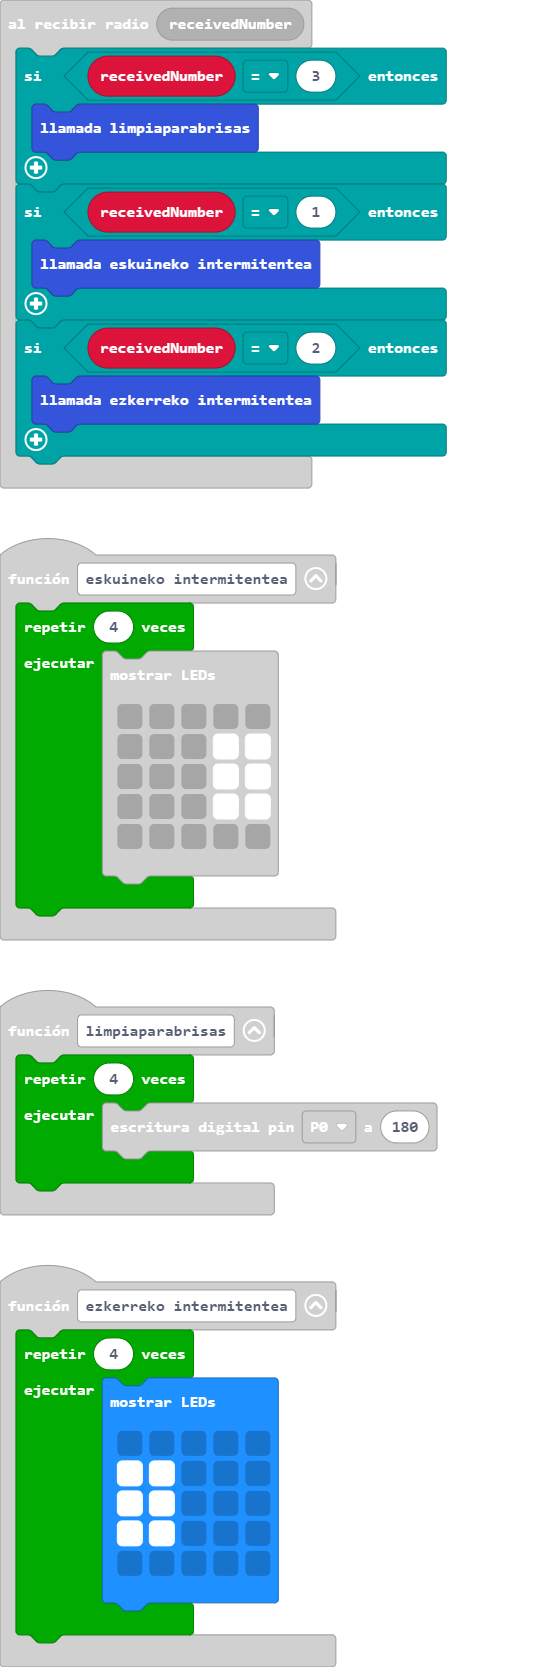 al recibir radio receivedNumber
si receivedNumber = 3 entonces
llamada limpiaparabrisas
si receivedNumber = 1 entonces
llamada eskuineko intermitentea
si receivedNumber = 2 entonces
llamada ezkerreko intermitentea
función eskuineko intermitentea
repetir 4 veces
ejecutar
mostrar LEDs
función limpiaparabrisas
repetir 4 veces
ejecutar
escritura digital pin P0 a 180
función ezkerreko intermitentea
repetir 4 veces
ejecutar
mostrar LEDs